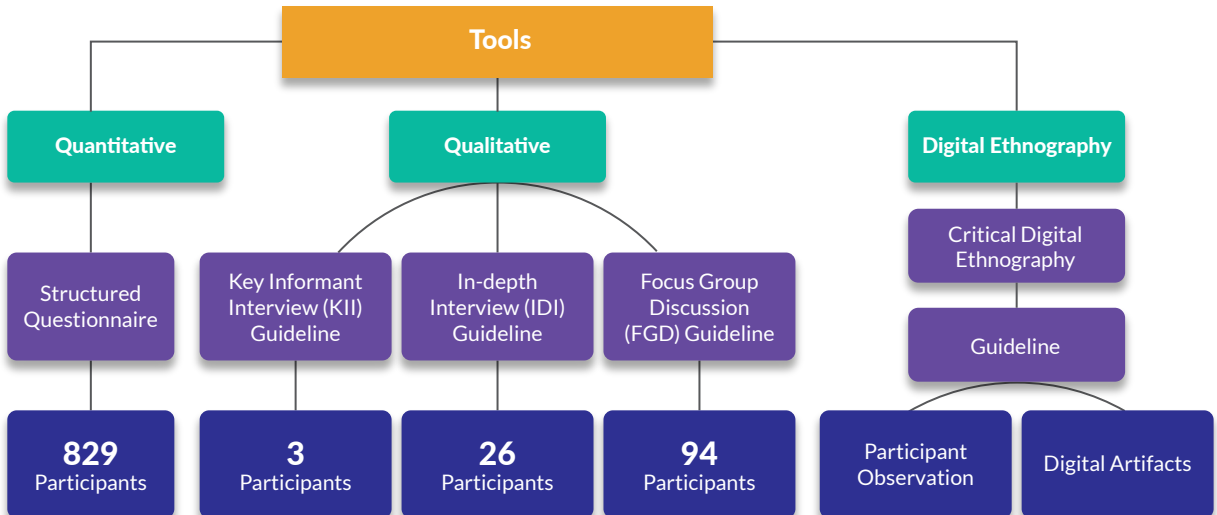 Tools
Quantitative
Qualitative
Digital Ethnography
Critical Digital
Ethnography
Structured
Questionnaire
Key Informant
Interview (KII)
Guideline
In-depth
Interview (IDI)
Guideline
Focus Group
Discussion
(FGD) Guideline
Guideline
829
Participants
3
Participants
26
Participants
94
Participants
Participant
Observation
Digital Artifacts